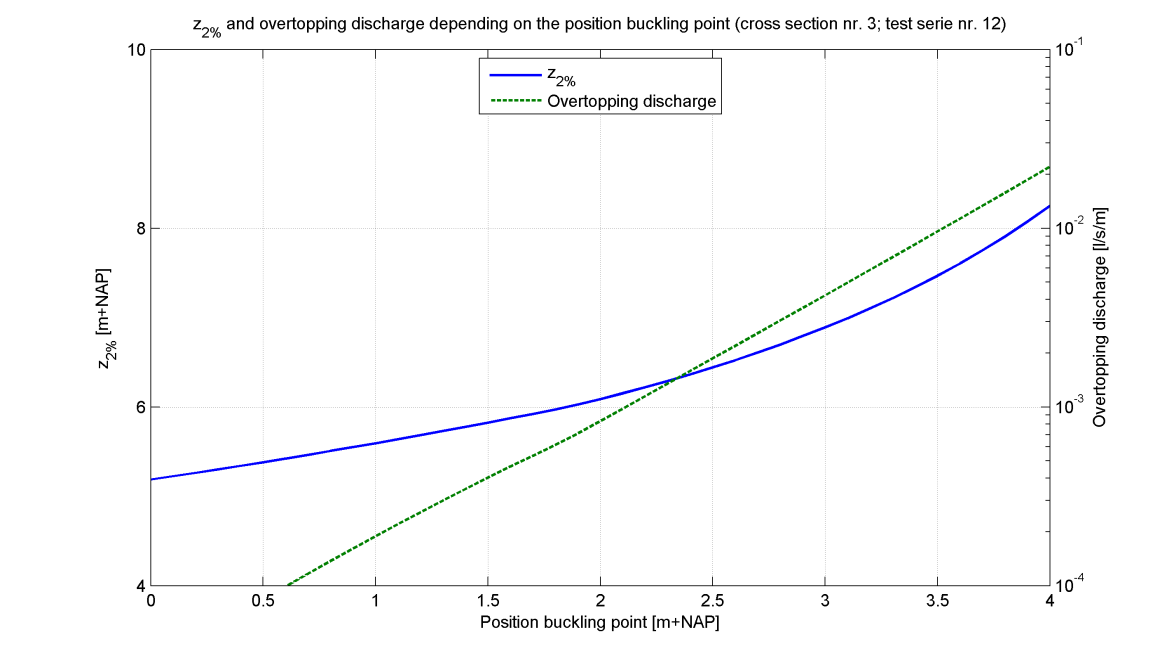 z2% and overtopping discharge depending on the position buckling point (cross section nr. 3; test serie nr. 12)
z2%
Overtopping discharge
10
8
6
4
z2% [m+NAP]
10-1
10-2
10-3
10-4
Overtopping discharge [l/s/m]
0 0.5 1 1.5 2 2.5 3 3.5 4
Position buckling point [m+NAP]